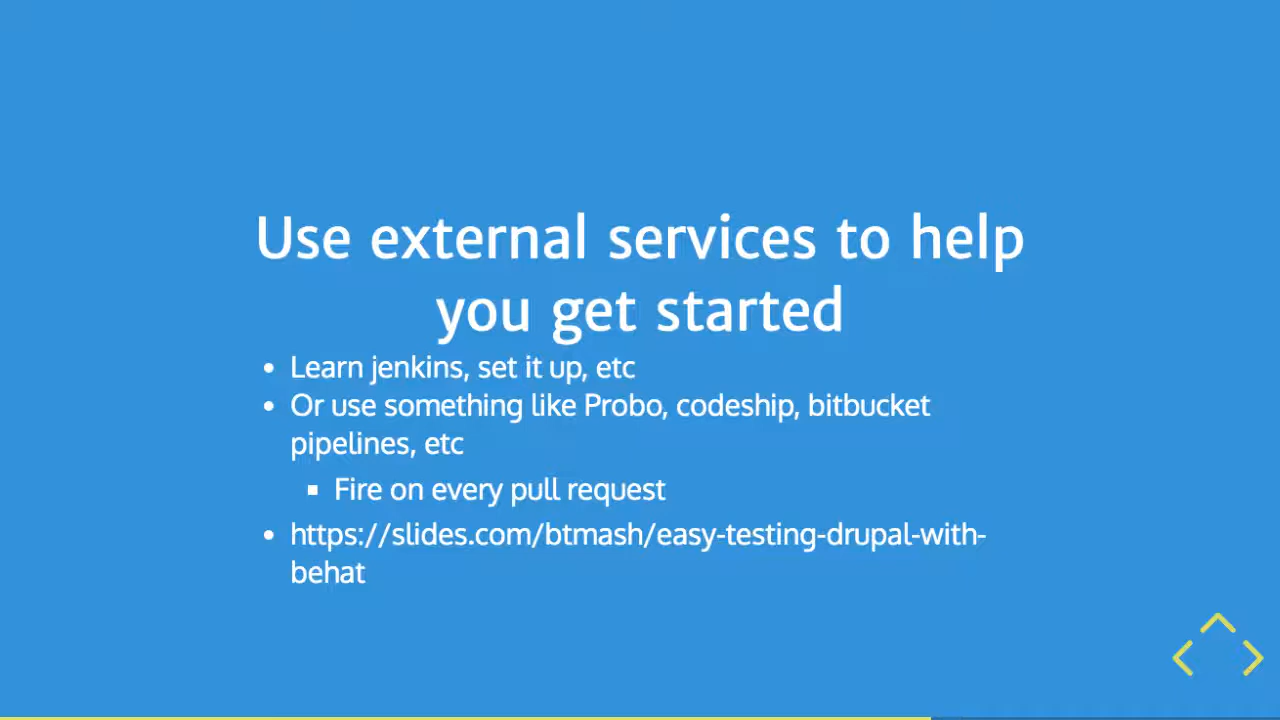 Use external services to help
you get started
Learn jenkins, set it up, etc
Or use something like Probo, codeship, bitbucket
pipelines, etc
Fire on every pull request
https://slides.com/btmash/easy-testing-drupal-with-
behat